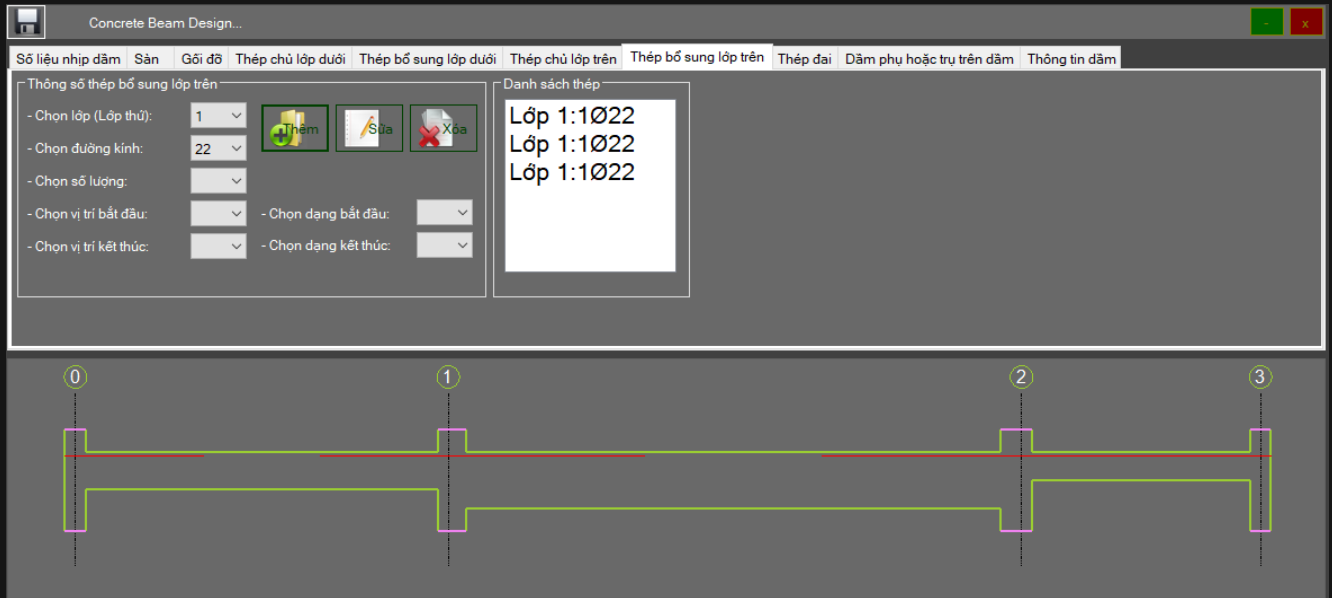 Concrete Beam Design...
- x
Số liệu nhịp dầm Sàn Gối đỡ Thép chủ lớp dưới Thép bổ sung lớp dưới Thép chủ lớp trên Thép bổ sung lớp trên Thép đai Dầm phụ hoặc trụ trên dầm Thông tin dầm
Thông số thép bổ sung lớp trên
- Chọn lớp (Lớp thứ): 1
Thêm Sửa Xóa
- Chọn đường kính: 22
- Chọn số lượng:
- Chọn vị trí bắt đầu: - Chọn dạng bắt đầu:
- Chọn vị trí kết thúc: - Chọn dạng kết thúc:
Danh sách thép
Lớp 1:1Ø22
Lớp 1:1Ø22
Lớp 1:1Ø22
0 1 2 3